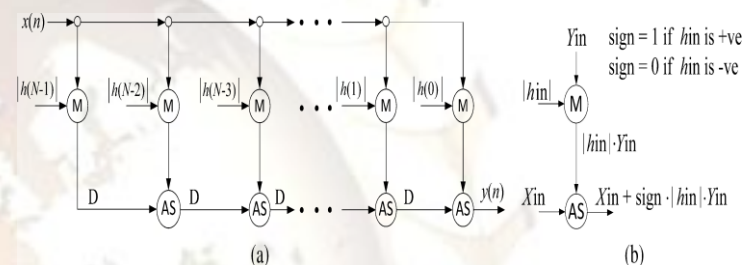 x(n)
|h(N-1)|
|h(N-2)|
|h(N-3)|
|h(1)|
|h(0)|
M
M
M
M
M
D
AS
D
AS
D
AS
D
AS
y(n)
(a)
Yin
sign = 1 if hin is +ve
sign = 0 if hin is -ve
|hin|
M
|hin|·Yin
Xin
AS
Xin + sign ·|hin|·Yin
(b)